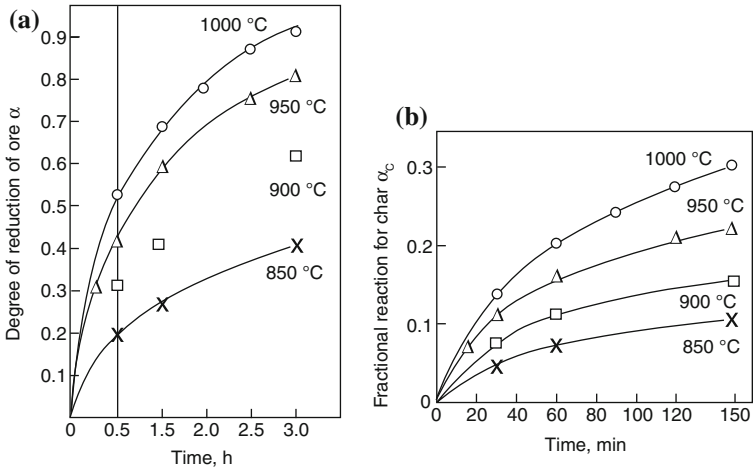 (a)
Degree of reduction of ore α
0.9
0.8
0.7
0.6
0.5
0.4
0.3
0.2
0.1
1000 °C
950 °C
900 °C
850 °C
0
0.5
1.5
2.0
2.5
3.0
Time, h
(b)
Fractional reaction for char αC
0.3
0.2
0.1
0
1000 °C
950 °C
900 °C
850 °C
0
20
40
60
80
100
120
150
Time, min